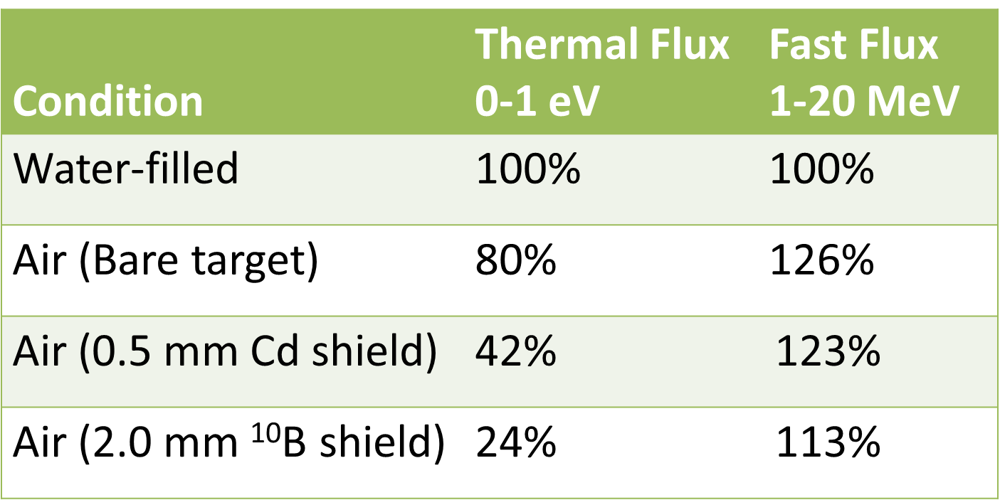 Condition Thermal Flux 0-1 eV Fast Flux 1-20 MeV
Water-filled 100% 100%
Air (Bare target) 80% 126%
Air (0.5 mm Cd shield) 42% 123%
Air (2.0 mm ¹⁰B shield) 24% 113%